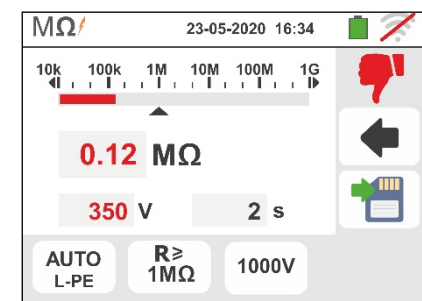 MΩ 23-05-2020 16:34
10k 100k 1M 10M 100M 1G
0.12 MΩ
350 V 2 s
AUTO L-PE
R≥ 1MΩ
1000V